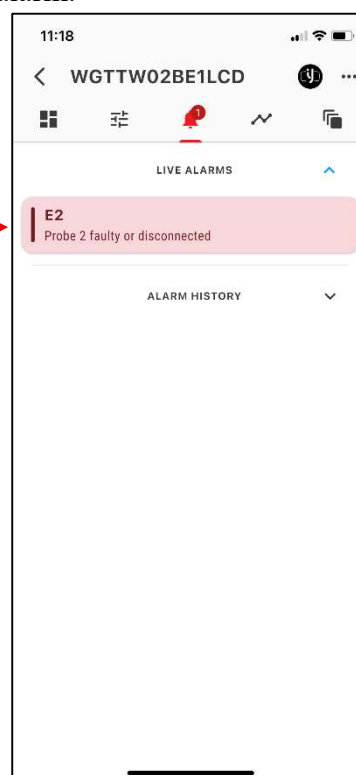 11:18
WGTTW02BE1LCD
1
LIVE ALARMS
E2
Probe 2 faulty or disconnected
ALARM HISTORY